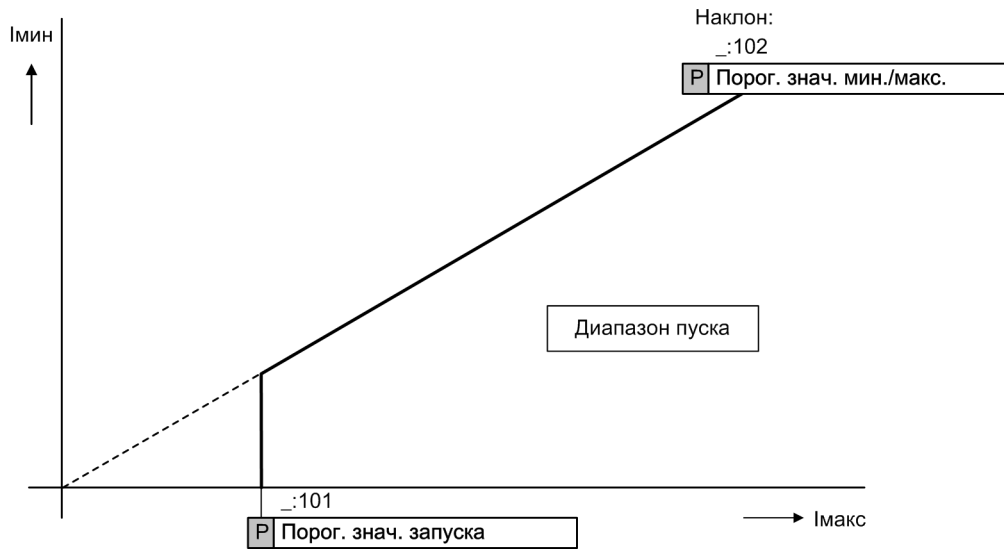 Наклон:
Iмин
_:102
P Порог. знач. мин./макс.
Диапазон пуска
_:101
Iмакс
P Порог. знач. запуска